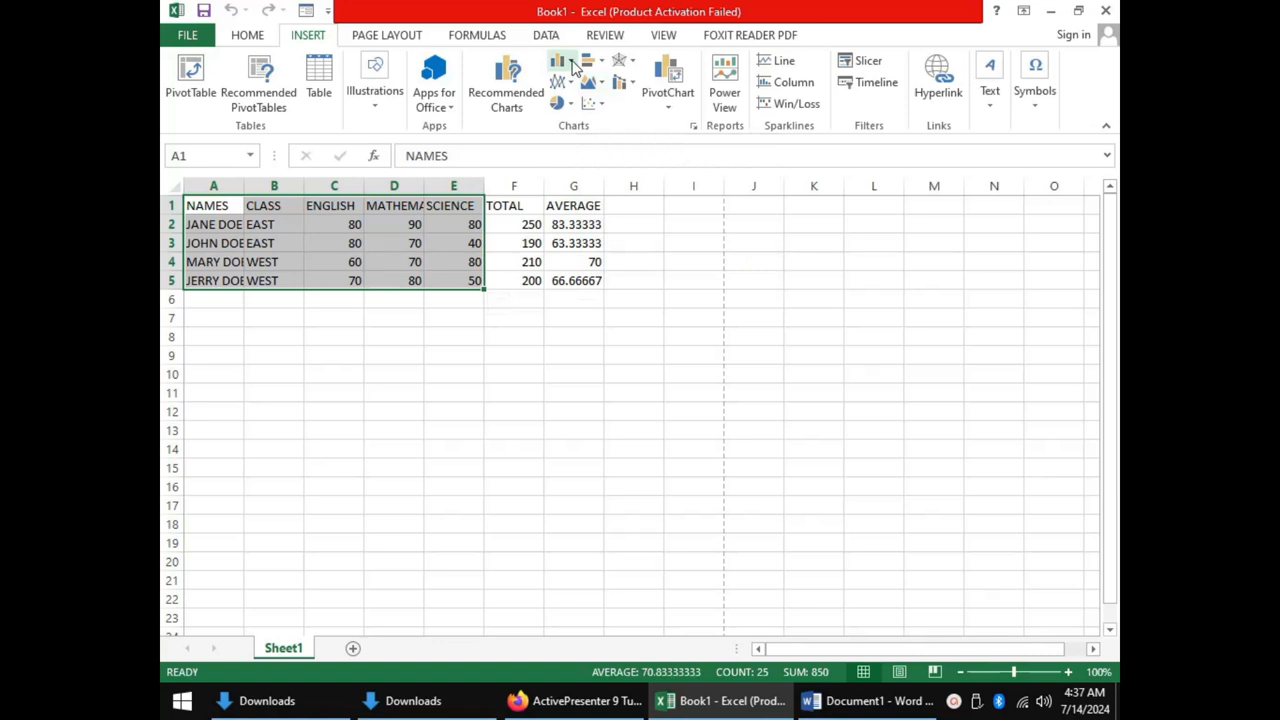 Book1 - Excel (Product Activation Failed)
FILE HOME INSERT PAGE LAYOUT FORMULAS DATA REVIEW VIEW FOXIT READER PDF Sign in
PivotTable
Recommended PivotTables
Table
Illustrations
Apps for Office
Recommended Charts
PivotChart
Power View
Line
Column
Win/Loss
Slicer
Timeline
Hyperlink
Text
Symbols
Tables Apps Charts Reports Sparklines Filters Links
A1 fx NAMES
A B C D E F G H I J K L M N O
1 NAMES CLASS ENGLISH MATHEMA SCIENCE TOTAL AVERAGE
2 JANE DOE EAST 80 90 80 250 83.33333
3 JOHN DOE EAST 80 70 40 190 63.33333
4 MARY DOE WEST 60 70 80 210 70
5 JERRY DOE WEST 70 80 50 200 66.66667
6
7
8
9
10
11
12
13
14
15
16
17
18
19
20
21
22
23
24
Sheet1
READY AVERAGE: 70.83333333 COUNT: 25 SUM: 850 100%
Downloads Downloads ActivePresenter 9 Tu... Book1 - Excel (Prod... Document1 - Word ... 4:37 AM
7/14/2024